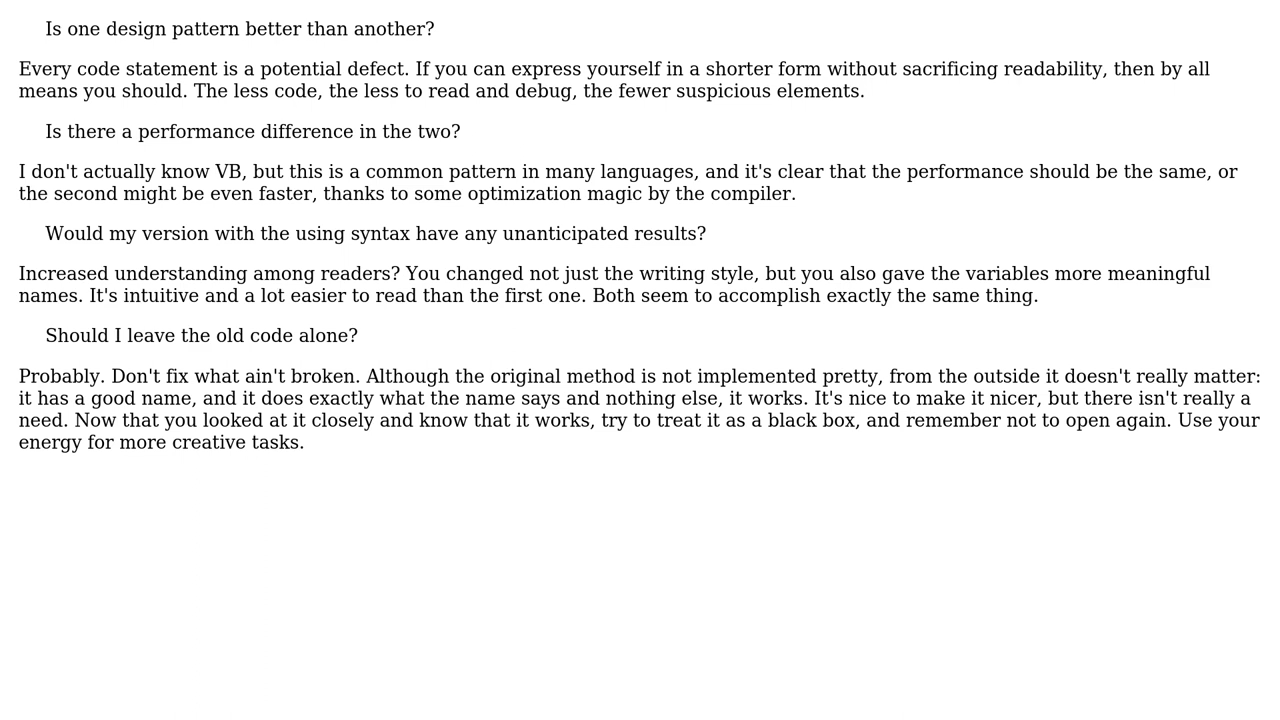 Is one design pattern better than another?
Every code statement is a potential defect. If you can express yourself in a shorter form without sacrificing readability, then by all
means you should. The less code, the less to read and debug, the fewer suspicious elements.
Is there a performance difference in the two?
I don't actually know VB, but this is a common pattern in many languages, and it's clear that the performance should be the same, or
the second might be even faster, thanks to some optimization magic by the compiler.
Would my version with the using syntax have any unanticipated results?
Increased understanding among readers? You changed not just the writing style, but you also gave the variables more meaningful
names. It's intuitive and a lot easier to read than the first one. Both seem to accomplish exactly the same thing.
Should I leave the old code alone?
Probably. Don't fix what ain't broken. Although the original method is not implemented pretty, from the outside it doesn't really matter:
it has a good name, and it does exactly what the name says and nothing else, it works. It's nice to make it nicer, but there isn't really a
need. Now that you looked at it closely and know that it works, try to treat it as a black box, and remember not to open again. Use your
energy for more creative tasks.